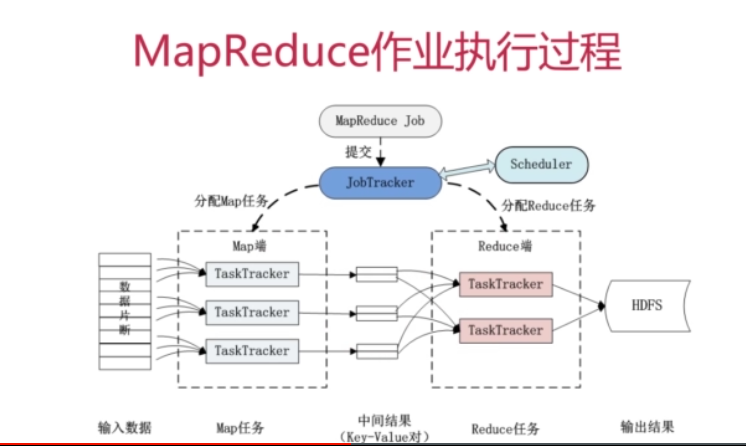 MapReduce作业执行过程
MapReduce Job
提交
Scheduler
JobTracker
分配Map任务
分配Reduce任务
Map端
Reduce端
数据片断
TaskTracker
TaskTracker
TaskTracker
TaskTracker
TaskTracker
HDFS
输入数据
Map任务
中间结果
(Key-Value对)
Reduce任务
输出结果